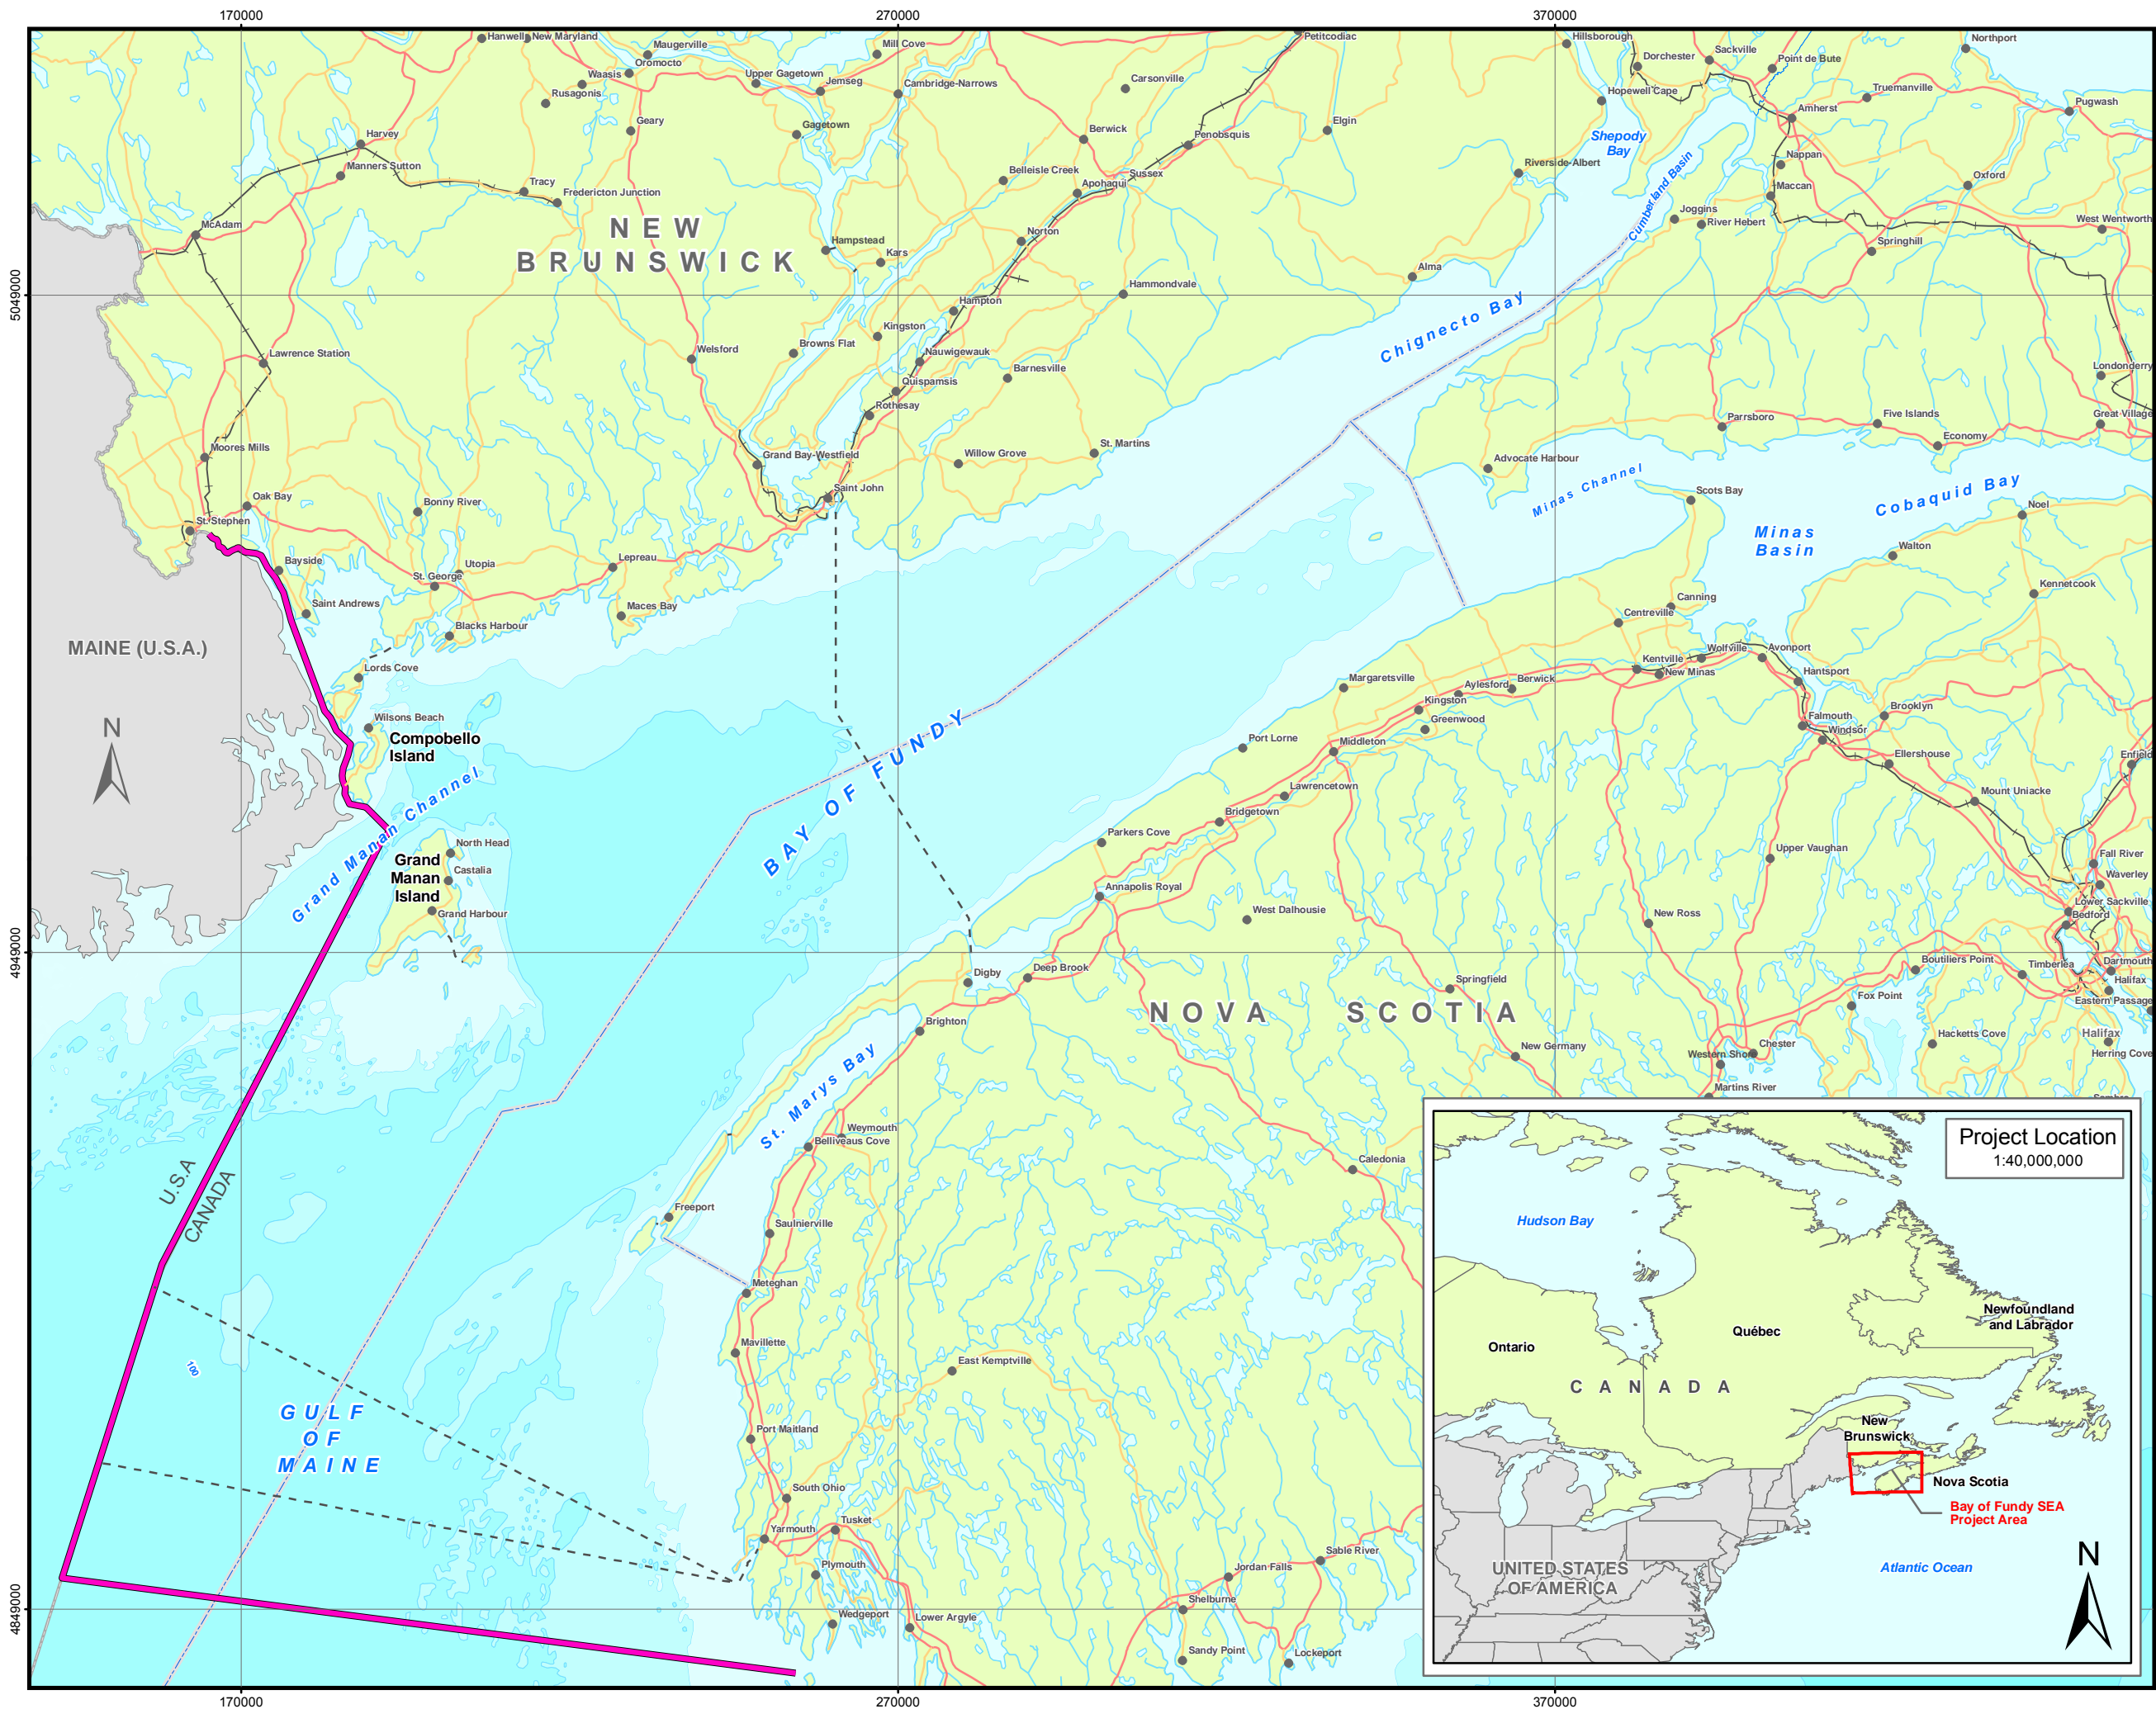 170000
270000
370000
Hanwell
New Maryland
Maugerville
Oromocto
Waasis
Rusagonis
Geary
Mill Cove
Upper Gagetown
Jemseg
Cambridge-Narrows
Gagetown
Carsonville
Petitcodiac
Berwick
Penobsquis
Elgin
Hillsborough
Dorchester
Sackville
Point de Bute
Northport
Hopewell Cape
Truemanville
Pugwash
Amherst
Shepody
Bay
Nappan
Maccan
Oxford
Cumberland Basin
Riverside-Albert
Harvey
Manners Sutton
Tracy
Fredericton Junction
Belleisle Creek
Apohaqui
Sussex
McAdam
NEW
BRUNSWICK
Hampstead
Kars
Norton
Joggins
River Hebert
West Wentworth
Springhill
Alma
Hammondvale
5049000
Hampton
Chignecto Bay
Kingston
Browns Flat
Nauwigewauk
Welsford
Lawrence Station
Quispamsis
Barnesville
Londonderry
Rothesay
Parrsboro
Five Islands
Great Village
Economy
Moores Mills
Grand Bay-Westfield
Willow Grove
St. Martins
Advocate Harbour
Minas Channel
Saint John
Scots Bay
Cobaquid Bay
Oak Bay
Bonny River
Noel
St. Stephen
Minas
Basin
Walton
Bayside
Utopia
St. George
Lepreau
Kennetcook
Saint Andrews
Maces Bay
Canning
Centreville
Blacks Harbour
MAINE (U.S.A.)
Lords Cove
Kentville
Wolfville
Avonport
New Minas
Hantsport
Margaretsville
Aylesford
Berwick
Kingston
Greenwood
Brooklyn
Falmouth
Windsor
Wilsons Beach
Compobello
Island
N
Port Lorne
Middleton
Ellershouse
Enfield
BAY OF FUNDY
Grand Manan Channel
Lawrencetown
Mount Uniacke
Bridgetown
Parkers Cove
North Head
Grand
Manan
Island
Castalia
Grand Harbour
Upper Vaughan
Fall River
Waverley
Annapolis Royal
West Dalhousie
New Ross
Lower Sackville
Bedford
4949000
Digby
Deep Brook
Springfield
Boutiliers Point
Timberlea
Dartmouth
Halifax
Eastern Passage
NOVA SCOTIA
Fox Point
Brighton
Hacketts Cove
Halifax
Herring Cove
New Germany
Western Shor
Chester
Martins River
St. Marys Bay
Weymouth
Belliveaus Cove
Caledonia
U.S.A
CANADA
Freeport
Saulnierville
Meteghan
Mavillette
100
East Kemptville
GULF
OF
MAINE
Port Maitland
South Ohio
Yarmouth
Tusket
Plymouth
Sable River
Jordan Falls
Shelburne
4849000
Wedgeport
Lower Argyle
Sandy Point
Lockeport
170000
270000
370000
Project Location
1:40,000,000
Hudson Bay
Newfoundland
and Labrador
Québec
Ontario
CANADA
New
Brunswick
Nova Scotia
Bay of Fundy SEA
Project Area
UNITED STATES
OF AMERICA
Atlantic Ocean
N